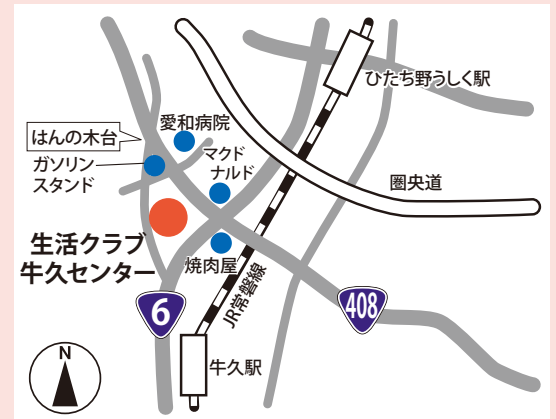 ひたち野うしく駅
愛和病院
はんの木台
マクド
ナルド
ガソリン
スタンド
圏央道
生活クラブ
牛久センター
焼肉屋
JR常磐線
6
408
牛久駅
N